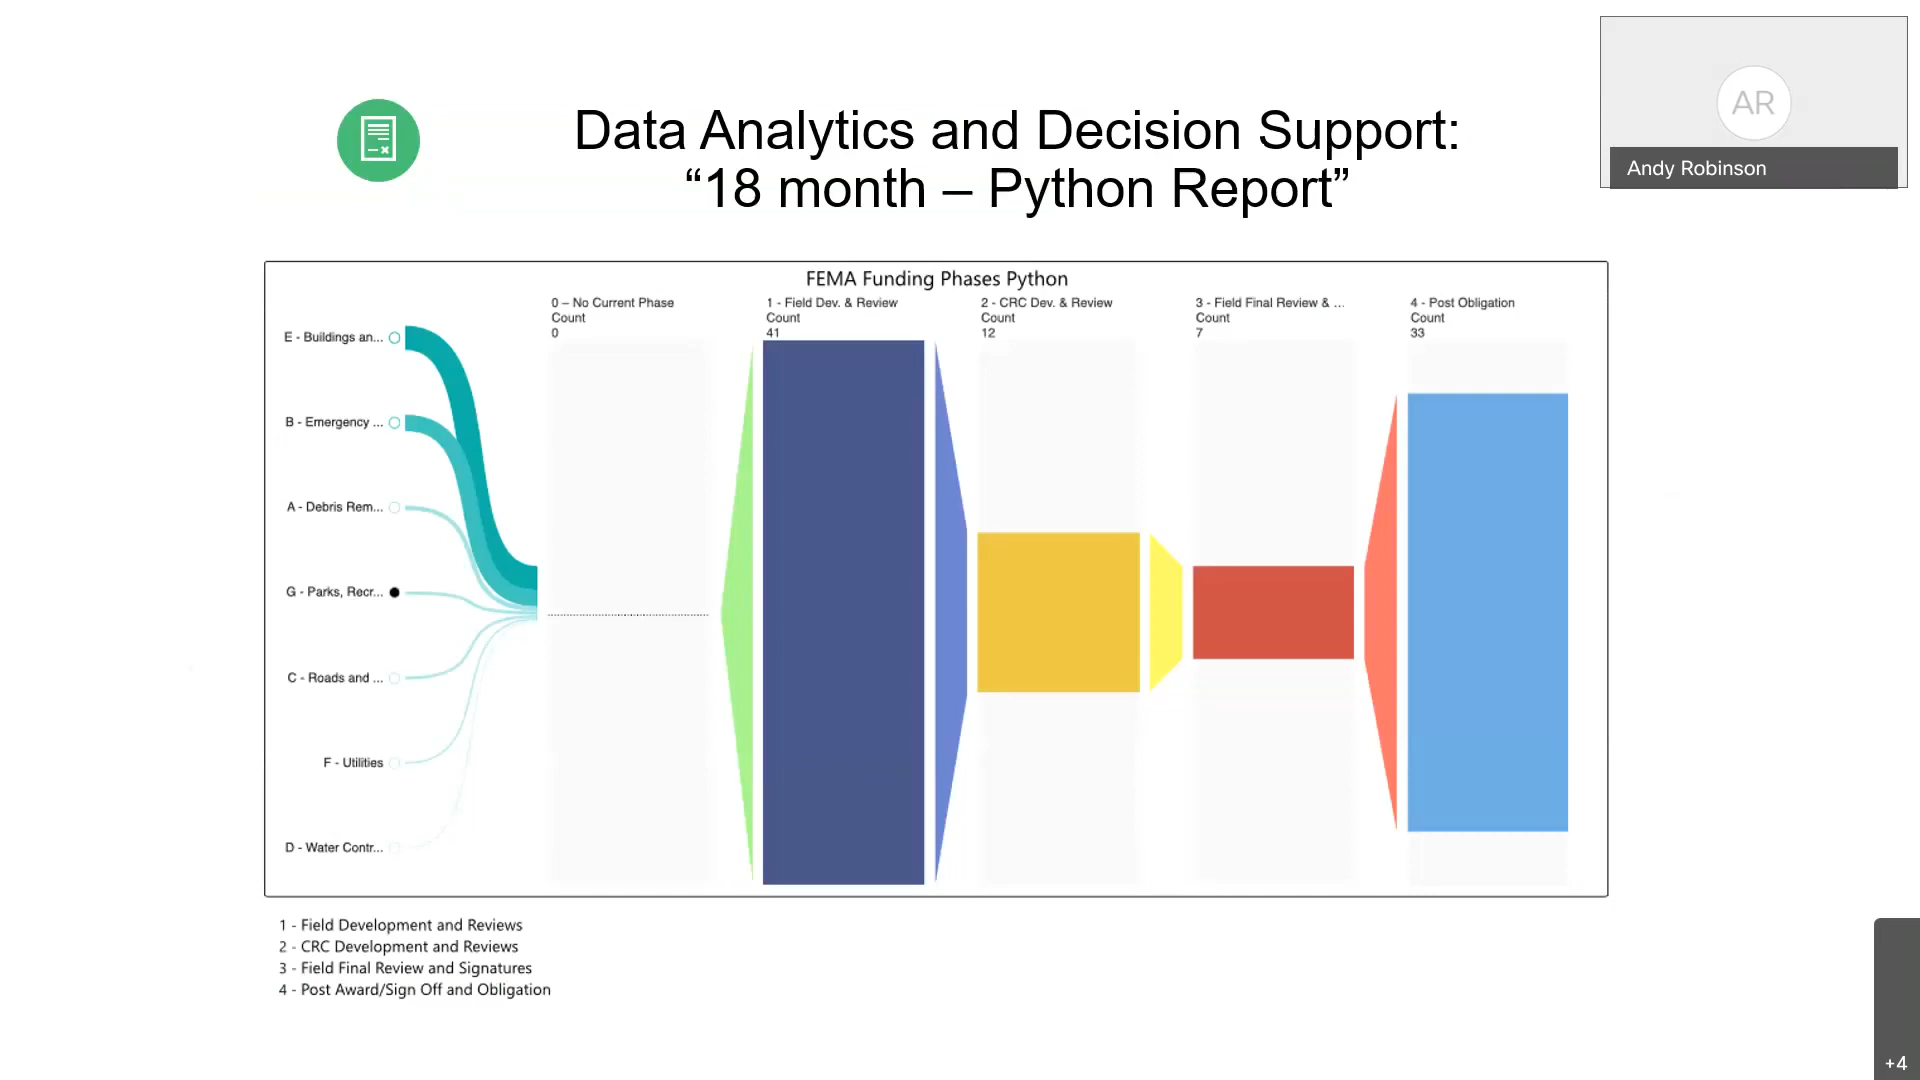 Data Analytics and Decision Support:
“18 month – Python Report”
AR
Andy Robinson
FEMA Funding Phases Python
0 – No Current Phase
Count
0
1 - Field Dev. & Review
Count
41
2 - CRC Dev. & Review
Count
12
3 - Field Final Review & ...
Count
7
4 - Post Obligation
Count
33
E - Buildings an...
B - Emergency ...
A - Debris Rem...
G - Parks, Recr...
C - Roads and ...
F - Utilities
D - Water Contr...
1 - Field Development and Reviews
2 - CRC Development and Reviews
3 - Field Final Review and Signatures
4 - Post Award/Sign Off and Obligation
+4